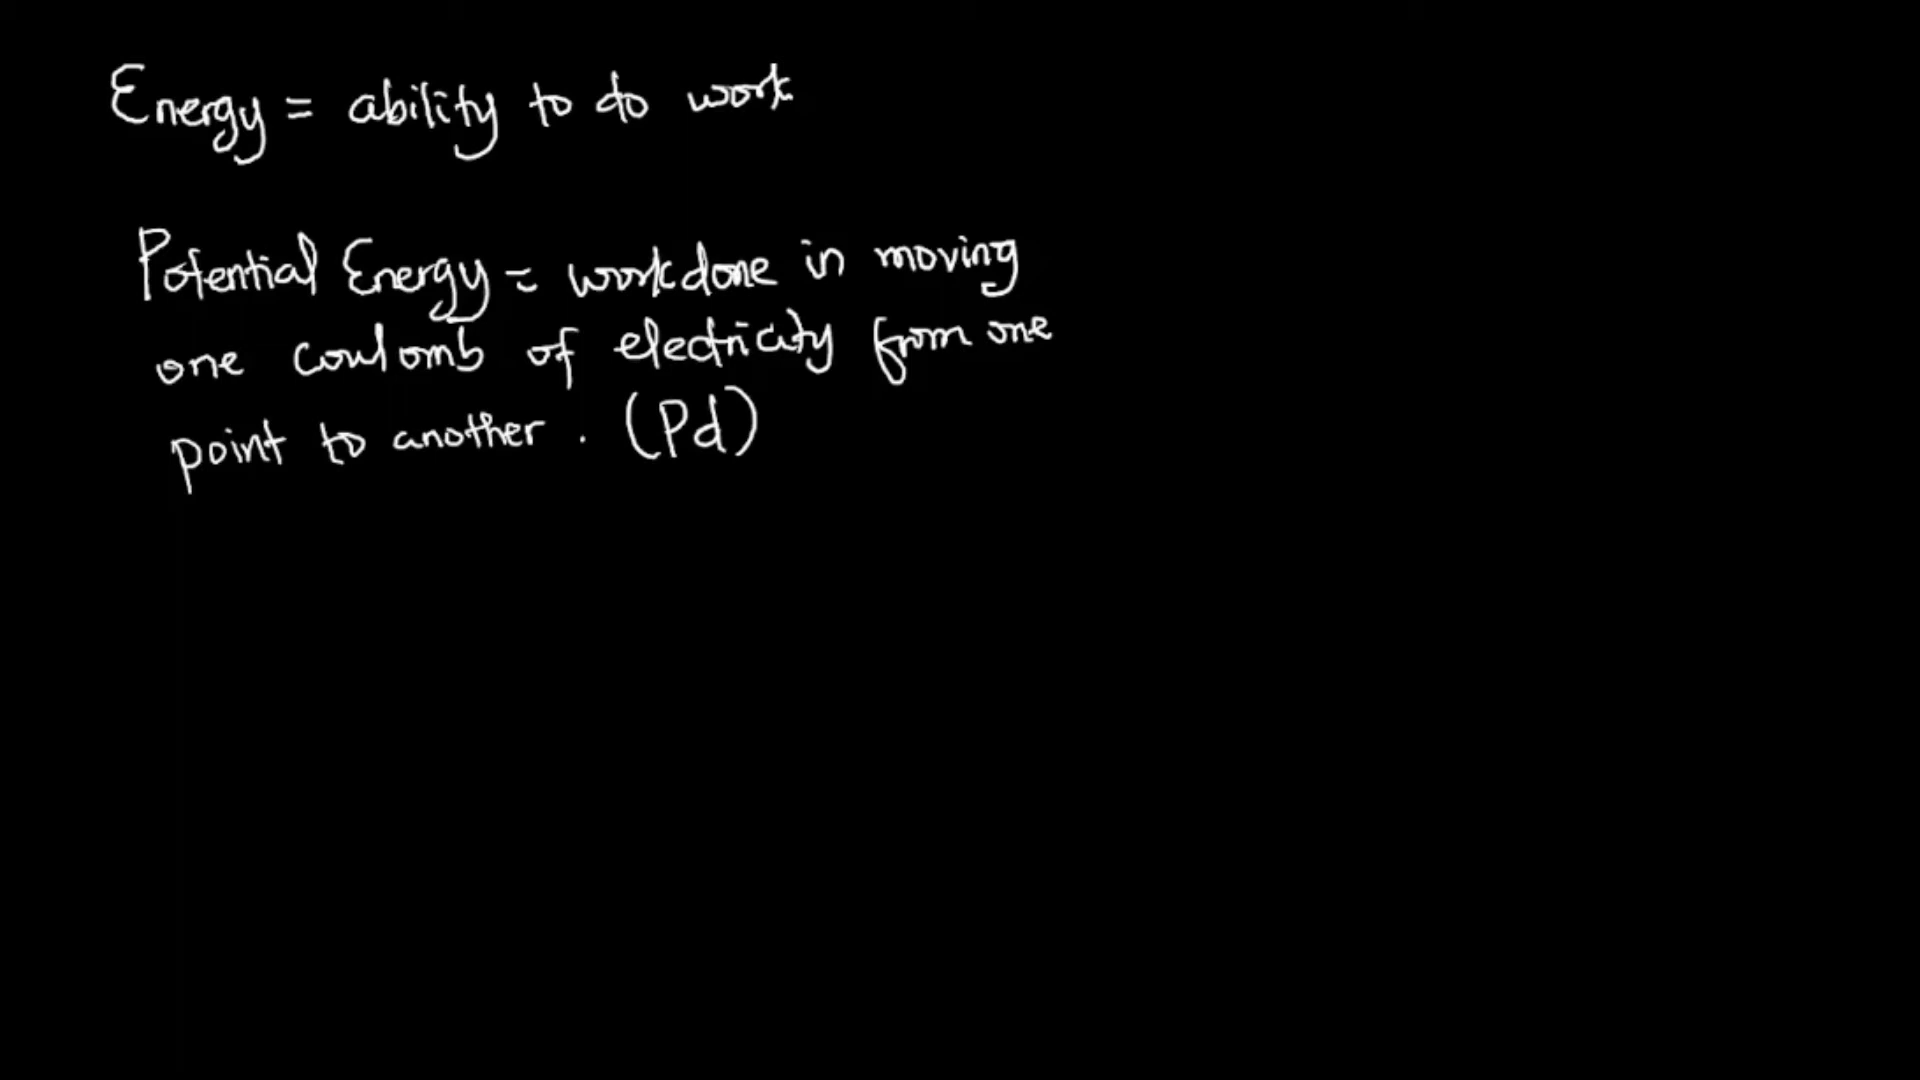 Energy = ability to do work
Potential Energy = workdone in moving
one coulomb of electricity from one
point to another. (Pd)